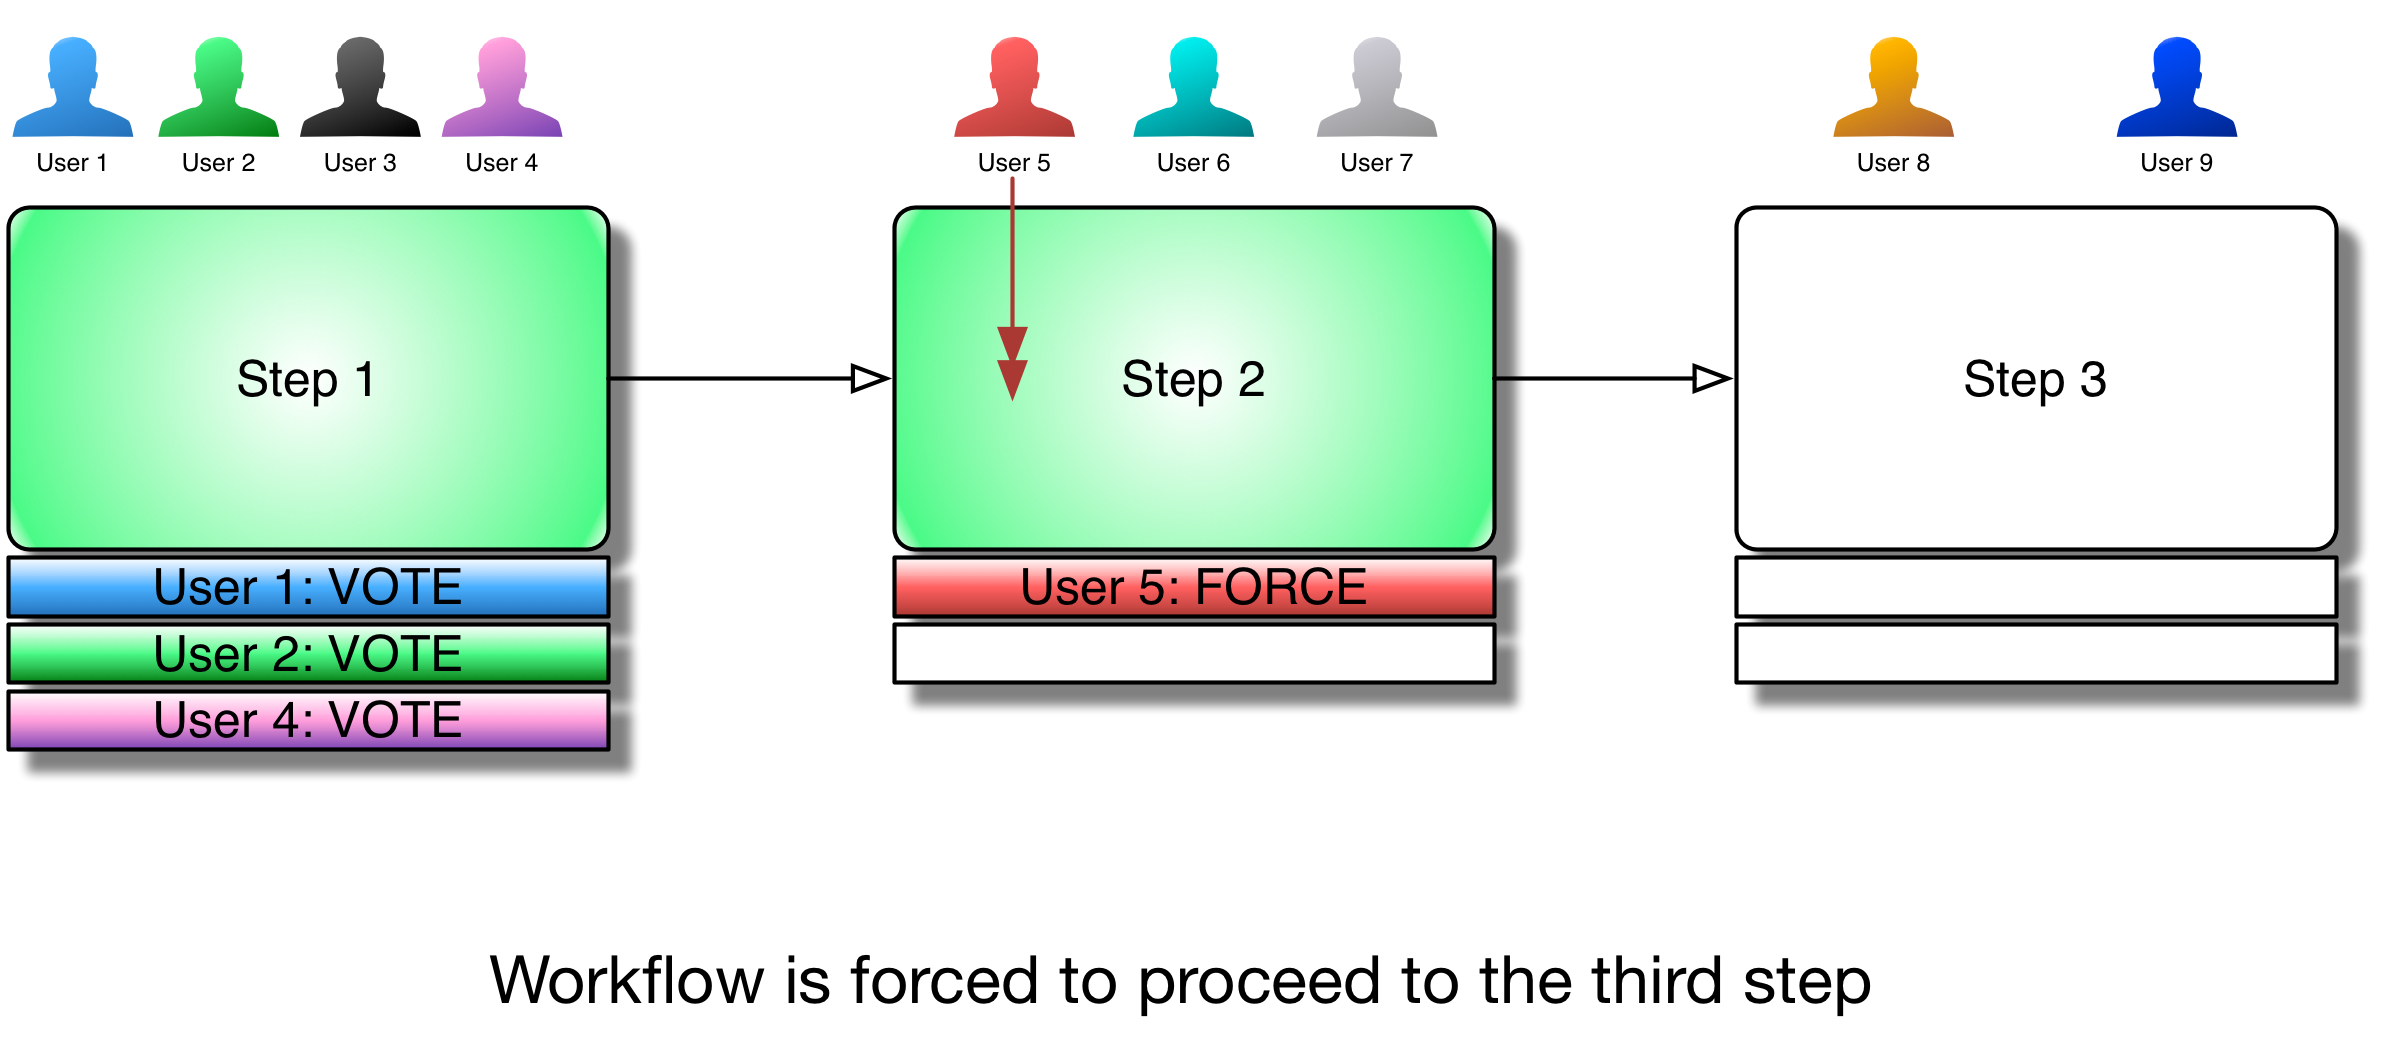 User 1
User 2
User 3
User 4
User 5
User 6
User 7
User 8
User 9
Step 1
Step 2
Step 3
User 1: VOTE
User 2: VOTE
User 4: VOTE
User 5: FORCE
Workflow is forced to proceed to the third step